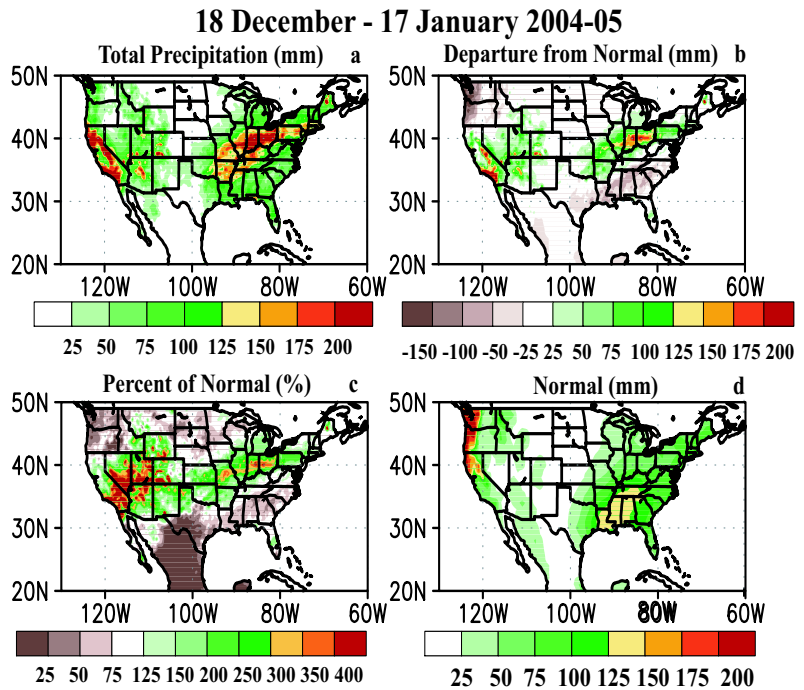 18 December - 17 January 2004-05
Total Precipitation (mm) a
Departure from Normal (mm) b
50N
40N
30N
20N
120W 100W 80W 60W
25 50 75 100 125 150 175 200
50N
40N
30N
20N
120W 100W 80W 60W
-150 -100 -50 -25 25 50 75 100 125 150 175 200
Percent of Normal (%) c
Normal (mm) d
50N
40N
30N
20N
120W 100W 80W 60W
25 50 75 100 125 150 200 250 300 350 400
50N
40N
30N
20N
120W 100W 80W 60W
25 50 75 100 125 150 175 200